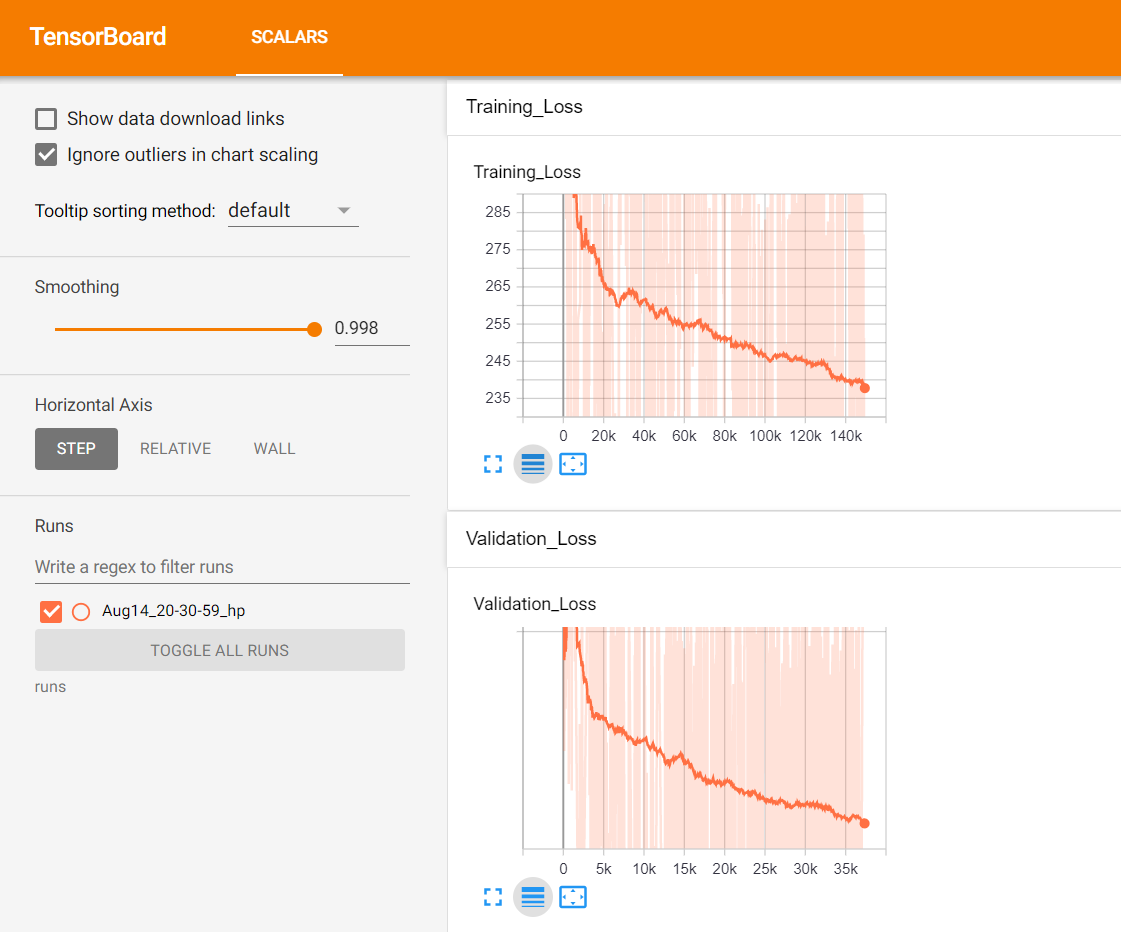 TensorBoard SCALARS
Show data download links
Ignore outliers in chart scaling
Tooltip sorting method: default
Smoothing
0.998
Horizontal Axis
STEP RELATIVE WALL
Runs
Write a regex to filter runs
Aug14_20-30-59_hp
TOGGLE ALL RUNS
runs
Training_Loss
Training_Loss
285
275
265
255
245
235
0 20k 40k 60k 80k 100k 120k 140k
Validation_Loss
Validation_Loss
0 5k 10k 15k 20k 25k 30k 35k